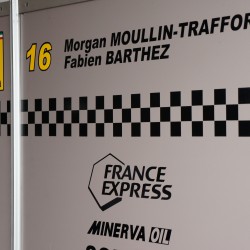 16 Morgan MOULLIN-TRAFFOR
Fabien BARTHEZ
FRANCE
EXPRESS
MINERVA OIL